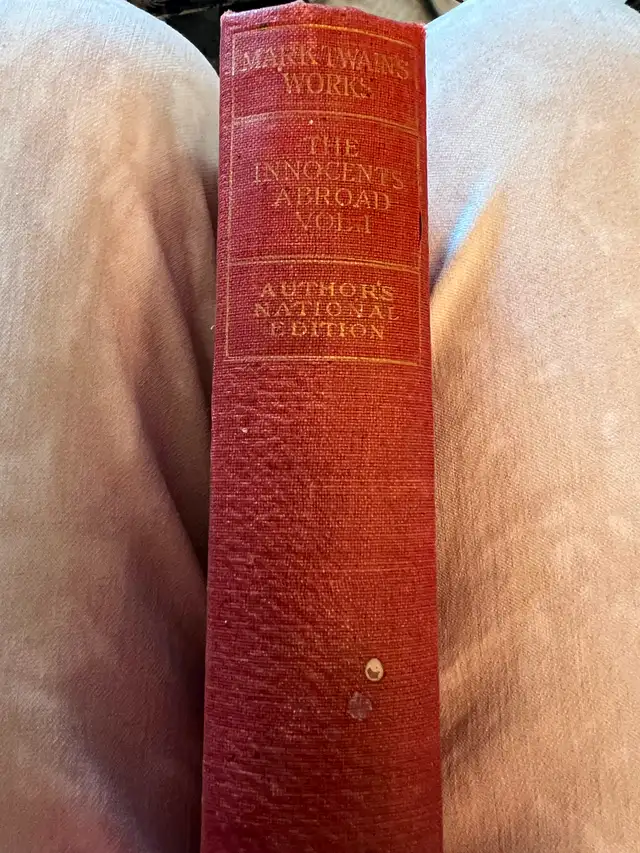 MARK TWAIN'S
WORKS
THE
INNOCENTS
ABROAD
VOL. I
AUTHOR'S
NATIONAL
EDITION